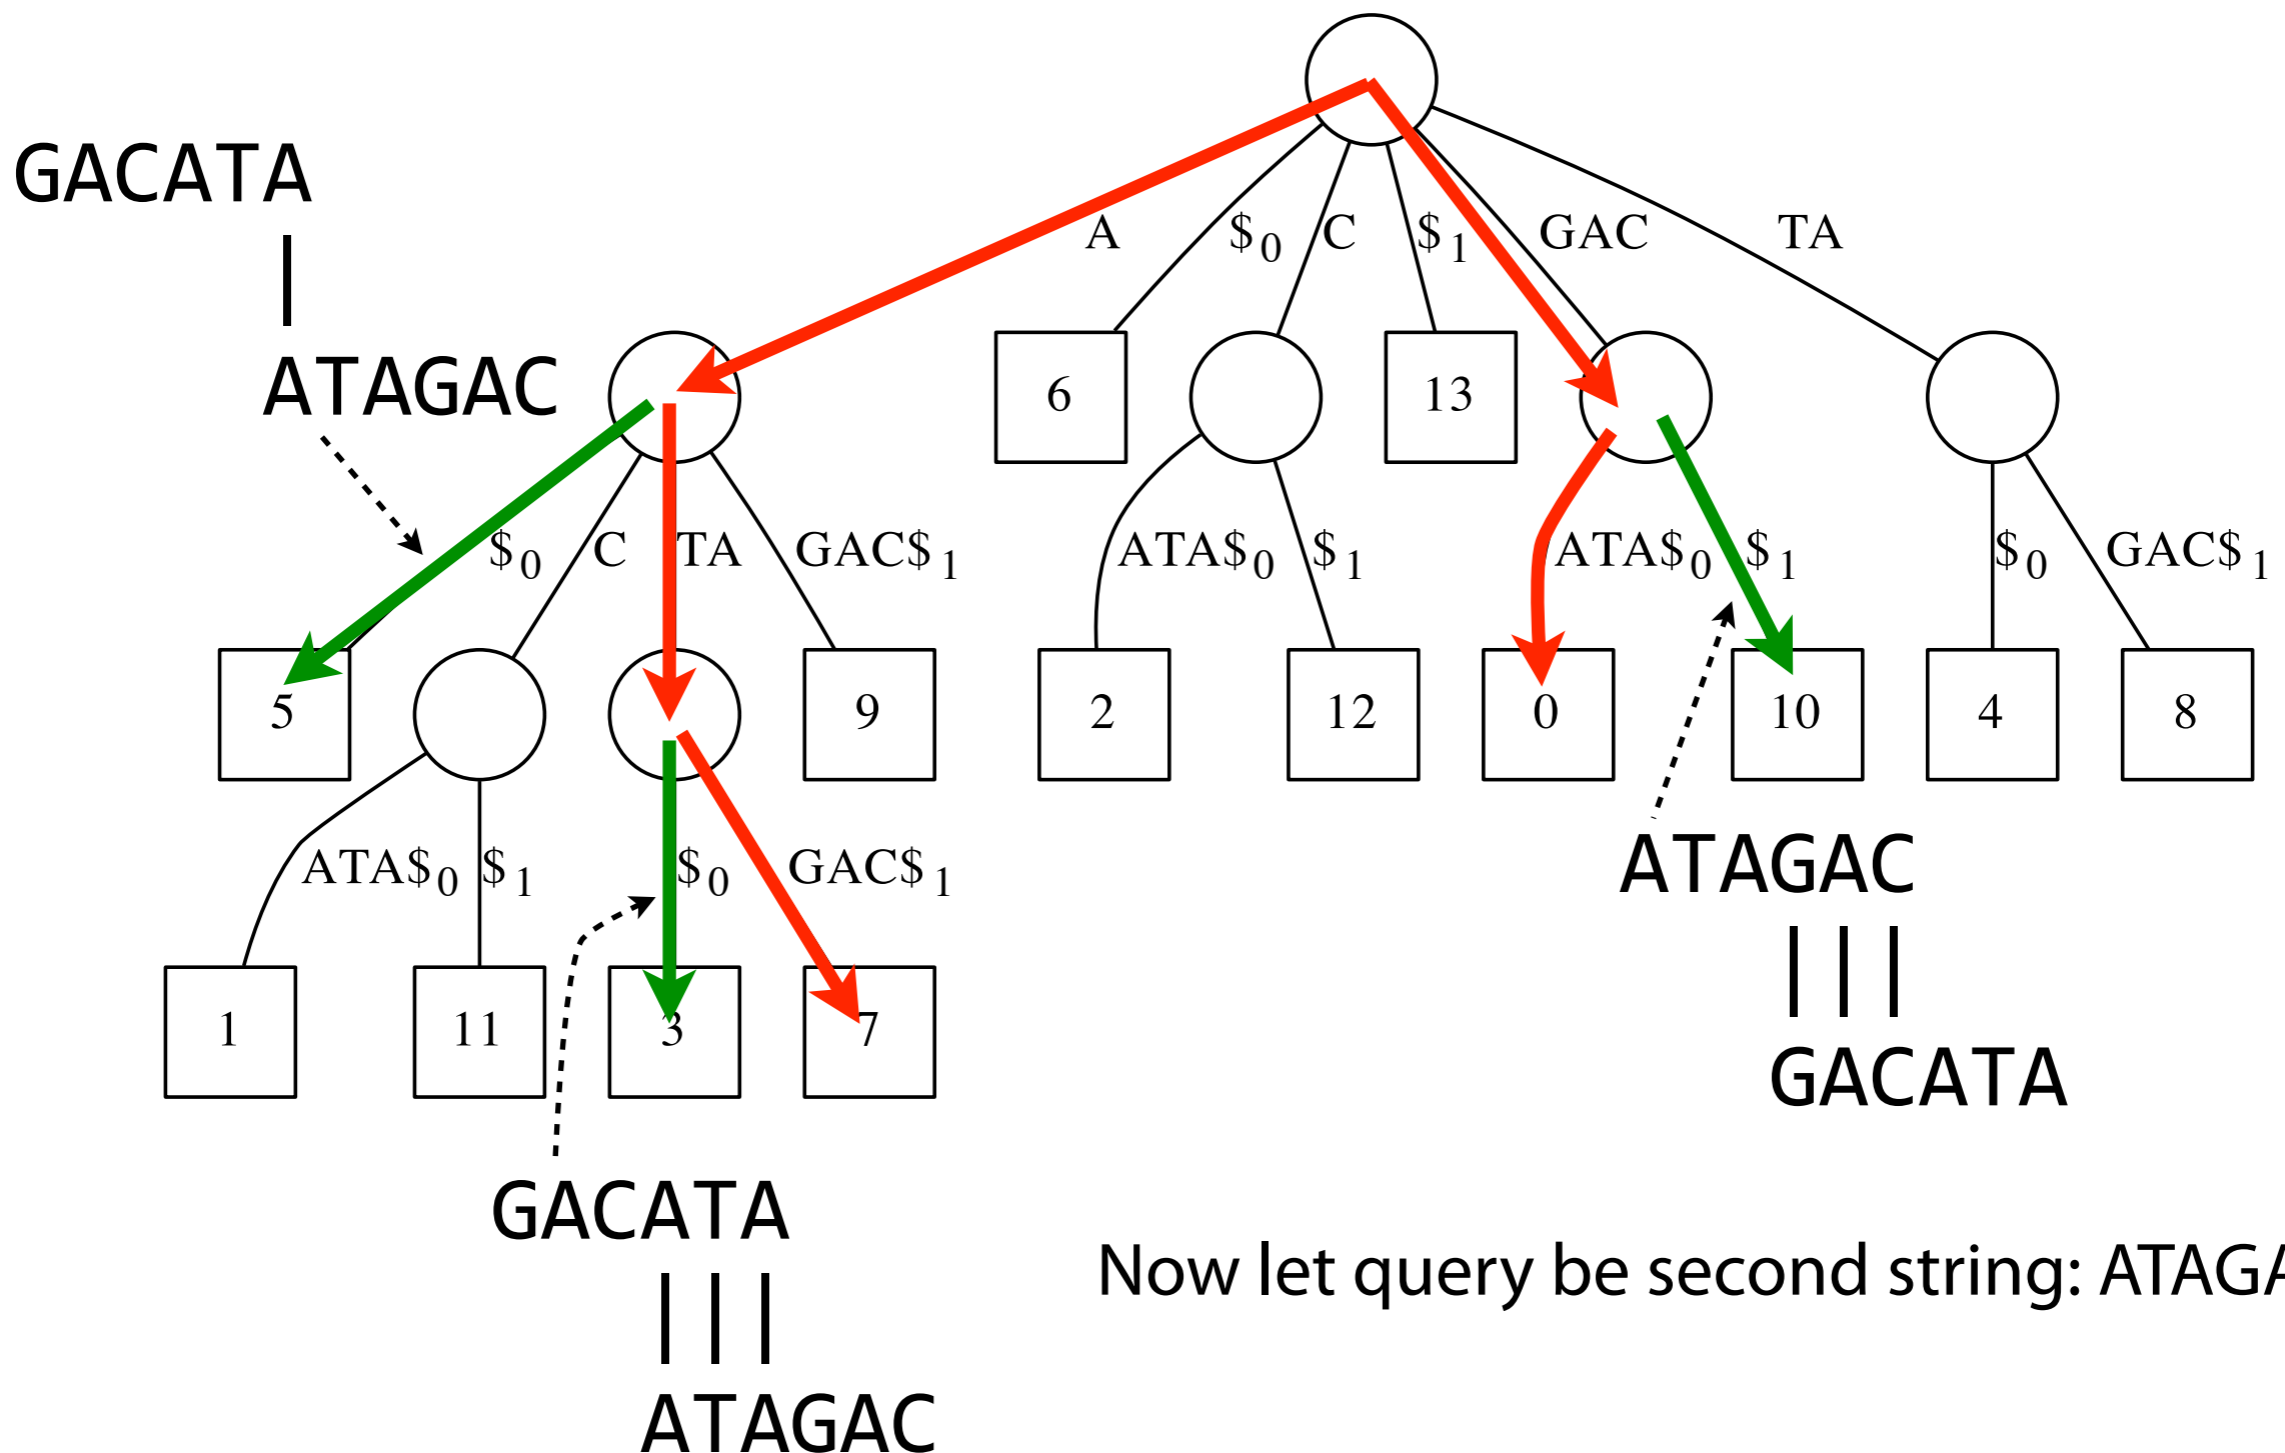 GACATA
|
ATAGAC
A $0 C $1 GAC TA
6 13
$0 C TA GAC$1 ATA$0 $1 ATA$0 $1 $0 GAC$1
5 9 2 12 0 10 4 8
ATA$0 $1 $0 GAC$1
1 11 3 7
ATAGAC
|||
GACATA
GACATA
|||
ATAGAC
Now let query be second string: ATAGA